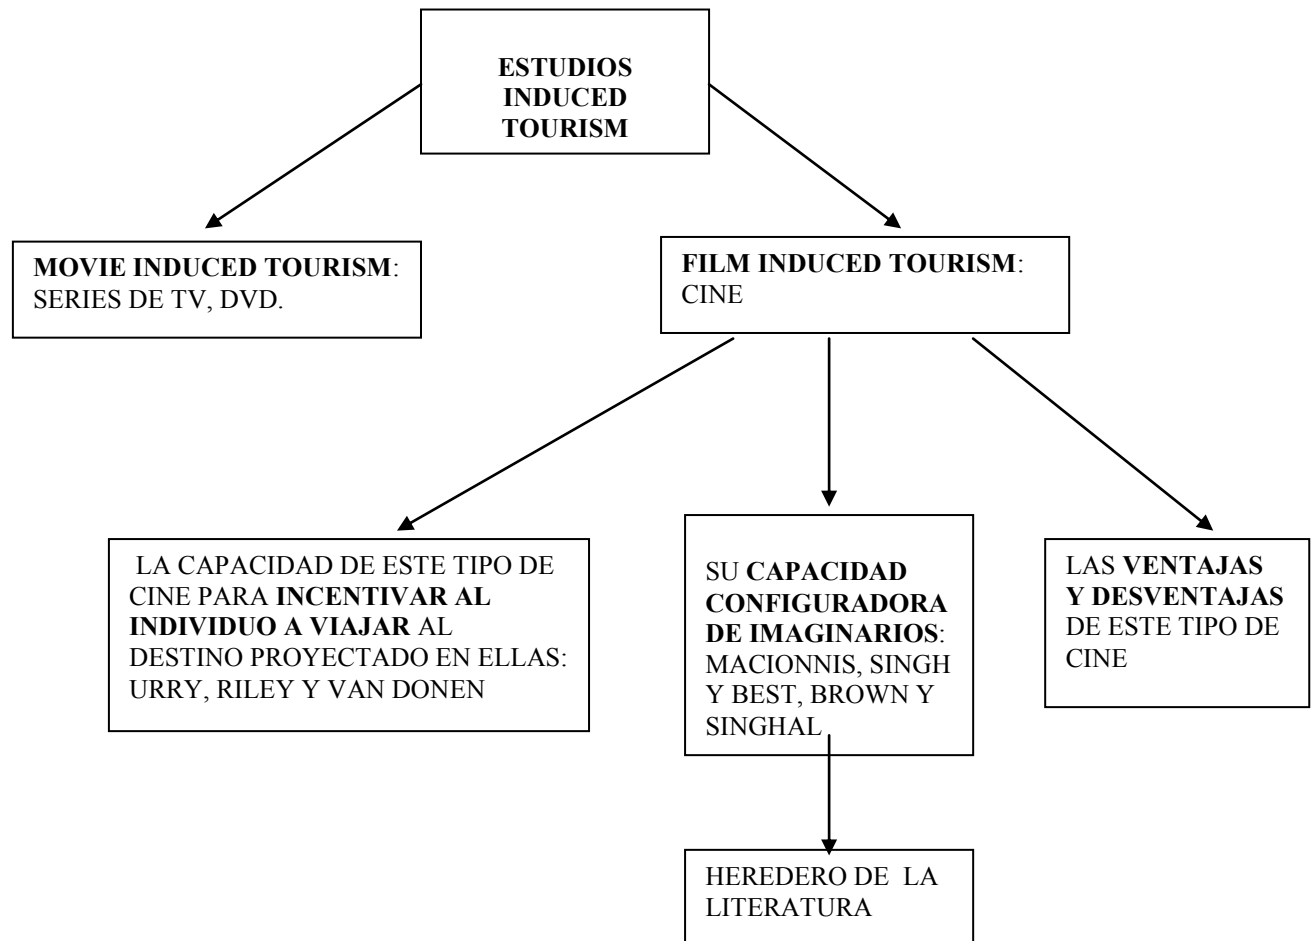 ESTUDIOS
INDUCED
TOURISM
MOVIE INDUCED TOURISM:
SERIES DE TV, DVD.
FILM INDUCED TOURISM:
CINE
LA CAPACIDAD DE ESTE TIPO DE
CINE PARA INCENTIVAR AL
INDIVIDUO A VIAJAR AL
DESTINO PROYECTADO EN ELLAS:
URRY, RILEY Y VAN DONEN
SU CAPACIDAD
CONFIGURADORA
DE IMAGINARIOS:
MACIONNIS, SINGH
Y BEST, BROWN Y
SINGHAL
LAS VENTAJAS
Y DESVENTAJAS
DE ESTE TIPO DE
CINE
HEREDERO DE LA
LITERATURA